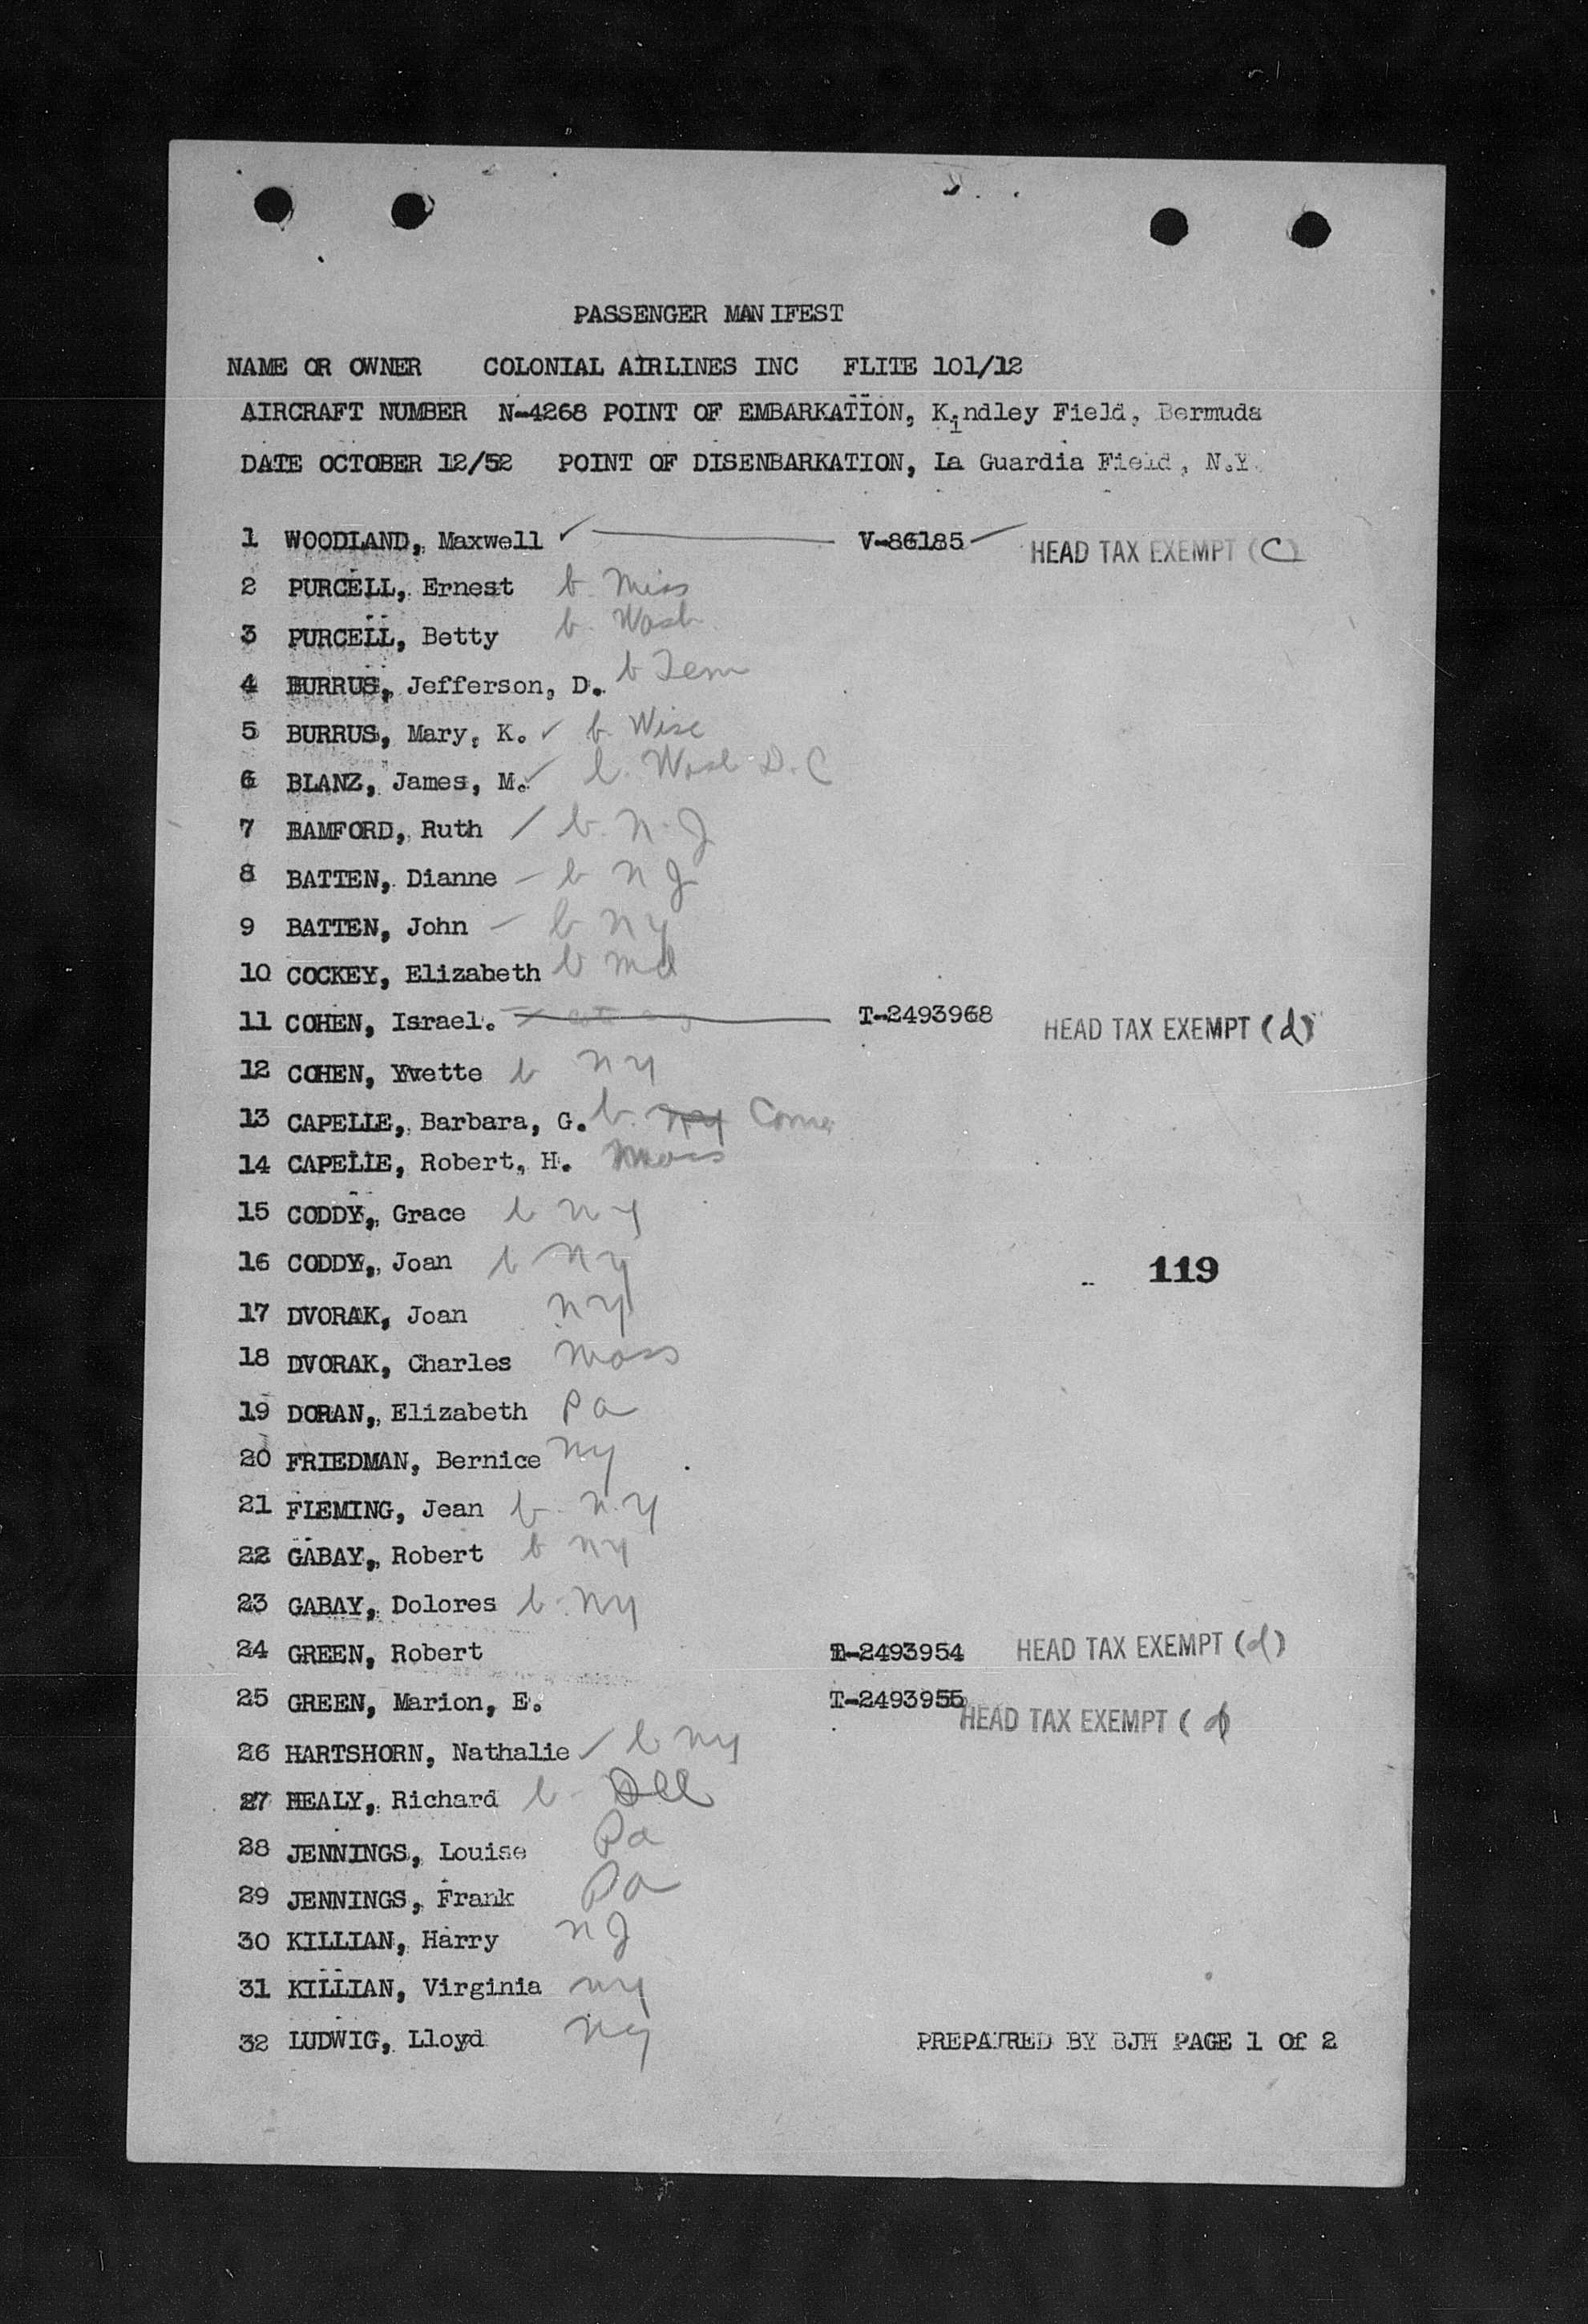 PASSENGER MANIFEST
NAME OR OWNER COLONIAL AIRLINES INC FLITE 101/12
AIRCRAFT NUMBER N-4268 POINT OF EMBARKATION, Kindley Field, Bermuda
DATE OCTOBER 12/52 POINT OF DISENBARKATION, La Guardia Field, N.Y.
1 WOODLAND, Maxwell ✓ V-86185 HEAD TAX EXEMPT (C)
2 PURCELL, Ernest b. Miss
3 PURCELL, Betty b. Wash.
4 BURRUS, Jefferson, D. b Tenn
5 BURRUS, Mary, K. ✓ b. Wisc
6 BLANZ, James, M. ✓ b. Wash D.C
7 BAMFORD, Ruth / b. N.J
8 BATTEN, Dianne - b N J
9 BATTEN, John - b NY
10 COCKEY, Elizabeth b Md
11 COHEN, Israel. T-2493968 HEAD TAX EXEMPT (d)
12 COHEN, Yvette b NY
13 CAPELLE, Barbara, G. b. NY Conn
14 CAPELLE, Robert, H. Mass
15 CODDY, Grace b NY
16 CODDY, Joan b NY
119
17 DVORAK, Joan NY
18 DVORAK, Charles Mass
19 DORAN, Elizabeth Pa
20 FRIEDMAN, Bernice NY
21 FLEMING, Jean b. N.Y
22 GABAY, Robert b NY
23 GABAY, Dolores b. NY
24 GREEN, Robert T-2493954 HEAD TAX EXEMPT (d)
25 GREEN, Marion, E. T-2493955 HEAD TAX EXEMPT (d)
26 HARTSHORN, Nathalie / b NY
27 HEALY, Richard b - Del
28 JENNINGS, Louise Pa
29 JENNINGS, Frank Pa
30 KILLIAN, Harry NJ
31 KILLIAN, Virginia NY
32 LUDWIG, Lloyd NY PREPAIRED BY BJH PAGE 1 Of 2